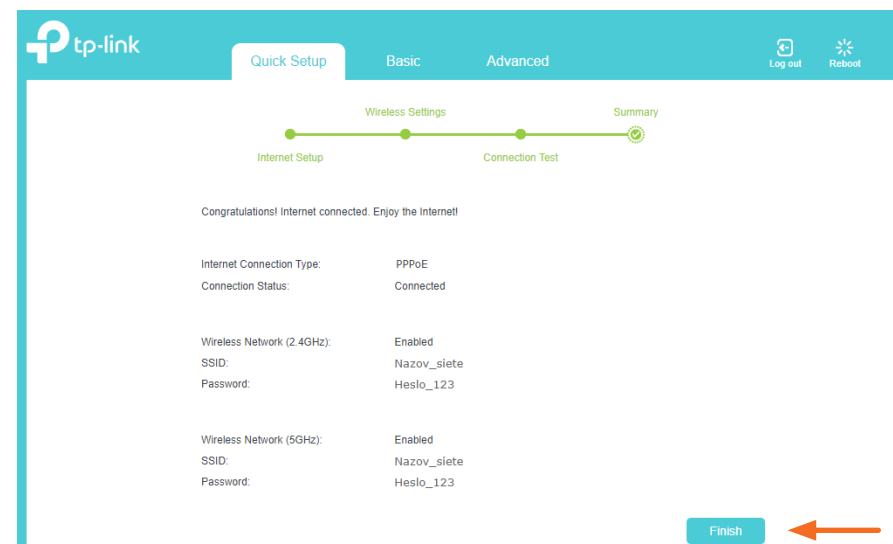 tp-link
Quick Setup Basic Advanced
Log out Reboot
Wireless Settings Summary
Internet Setup Connection Test
Congratulations! Internet connected. Enjoy the Internet!
Internet Connection Type: PPPoE
Connection Status: Connected
Wireless Network (2.4GHz): Enabled
SSID: Nazov_siete
Password: Heslo_123
Wireless Network (5GHz): Enabled
SSID: Nazov_siete
Password: Heslo_123
Finish